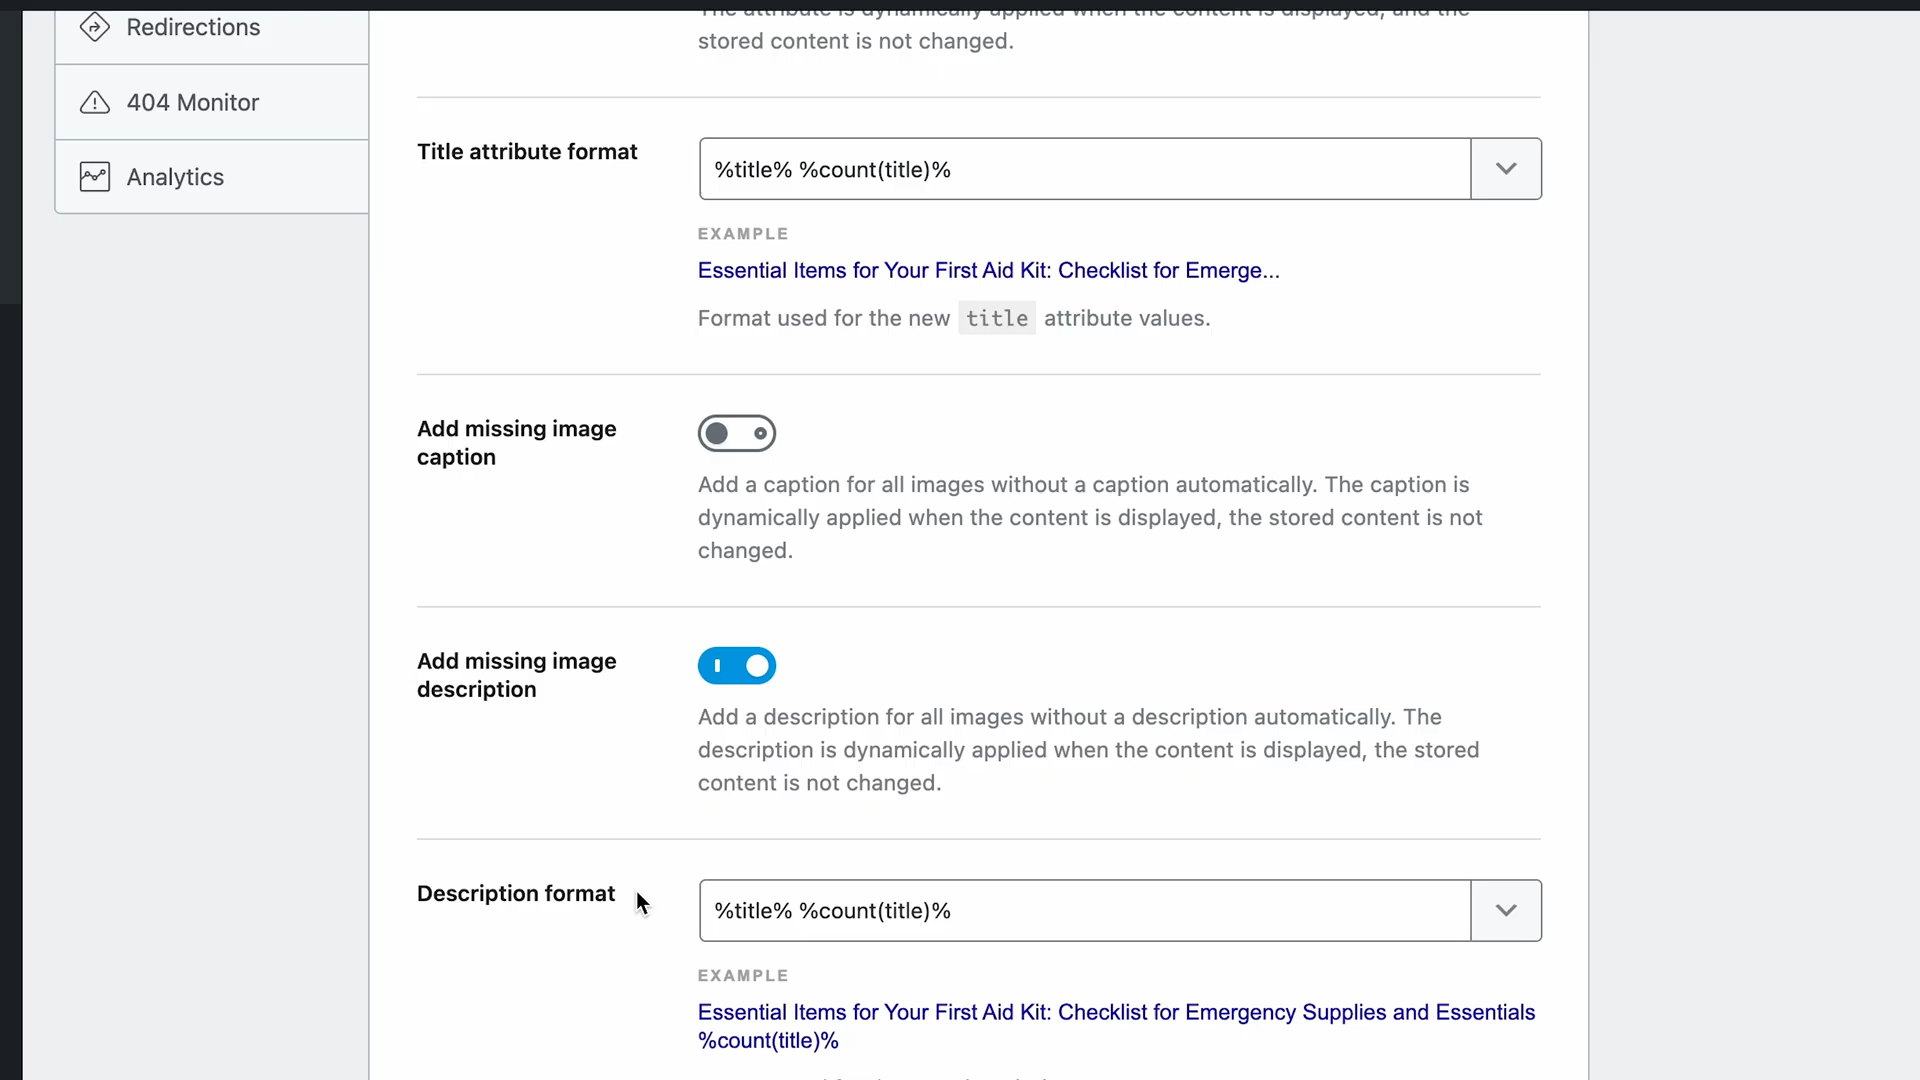 Redirections
404 Monitor
Analytics
The attribute is dynamically applied when the content is displayed, and the
stored content is not changed.
Title attribute format
%title% %count(title)%
EXAMPLE
Essential Items for Your First Aid Kit: Checklist for Emerge...
Format used for the new title attribute values.
Add missing image
caption
Add a caption for all images without a caption automatically. The caption is
dynamically applied when the content is displayed, the stored content is not
changed.
Add missing image
description
Add a description for all images without a description automatically. The
description is dynamically applied when the content is displayed, the stored
content is not changed.
Description format
%title% %count(title)%
EXAMPLE
Essential Items for Your First Aid Kit: Checklist for Emergency Supplies and Essentials
%count(title)%